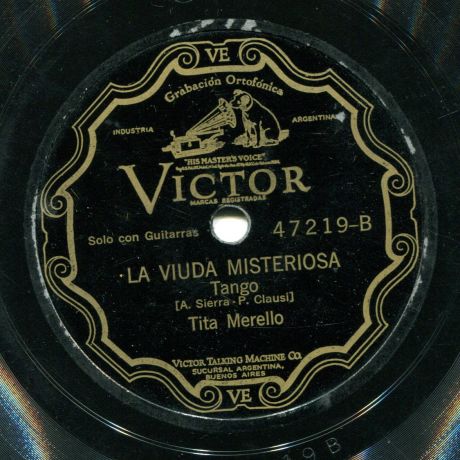 VE
Grabación Ortofónica
INDUSTRIA ARGENTINA
"HIS MASTER'S VOICE"
VICTOR
MARCAS REGISTRADAS
Solo con Guitarras 47219-B
LA VIUDA MISTERIOSA
Tango
[A. Sierra - P. Clausi]
Tita Merello
VICTOR TALKING MACHINE CO.
SUCURSAL ARGENTINA,
BUENOS AIRES
VE
19 B